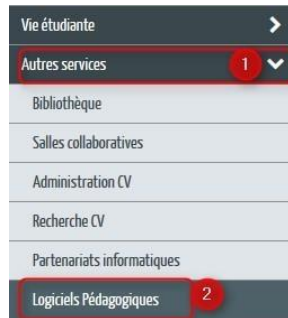 Vie étudiante
Autres services 1
Bibliothèque
Salles collaboratives
Administration CV
Recherche CV
Partenariats informatiques
Logiciels Pédagogiques 2